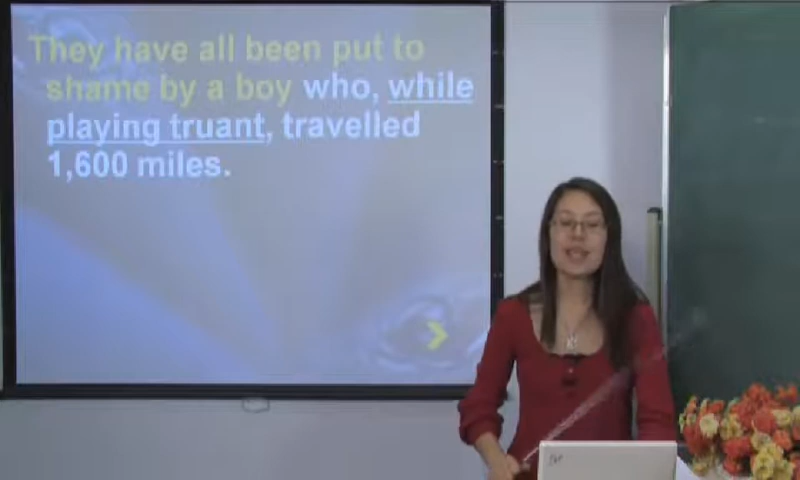 They have all been put to
shame by a boy who, while
playing truant, travelled
1,600 miles.